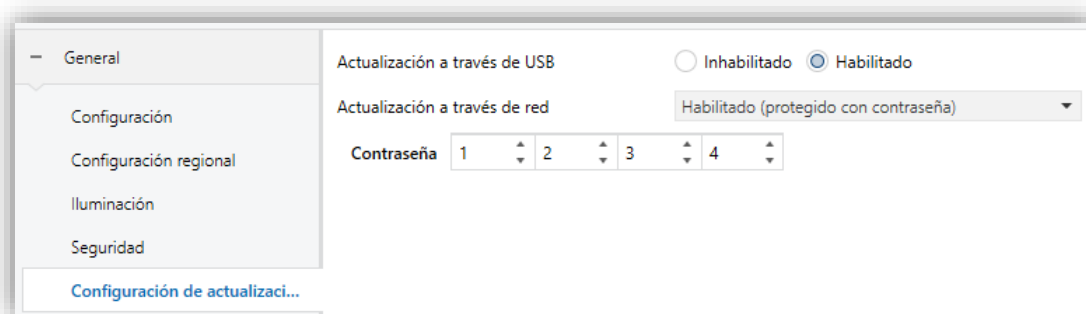 General
Configuración
Configuración regional
Iluminación
Seguridad
Configuración de actualizaci...
Actualización a través de USB Inhabilitado Habilitado
Actualización a través de red Habilitado (protegido con contraseña)
Contraseña 1 2 3 4